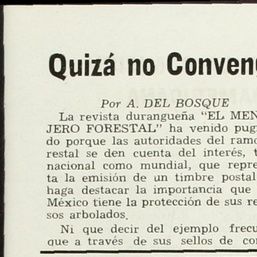 Quizá no Conveng
Por A. DEL BOSQUE
La revista durangueña "EL MEN
JERO FORESTAL" ha venido pug
do porque las autoridades del ramo
restal se den cuenta del interés, t
nacional como mundial, que repre
ta la emisión de un timbre postal
haga destacar la importancia que
México tiene la protección de sus re
sos arbolados.
Ni que decir del ejemplo frecu
que a través de sus sellos de co